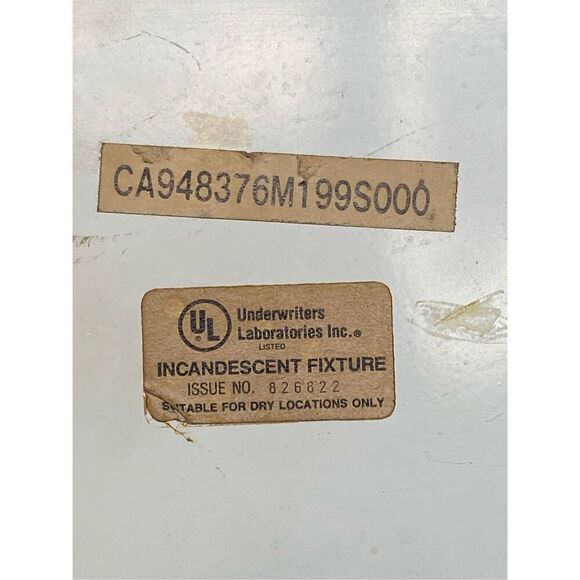 CA948376M199S000
UL
Underwriters
Laboratories Inc.®
LISTED
INCANDESCENT FIXTURE
ISSUE NO. 826822
SUITABLE FOR DRY LOCATIONS ONLY